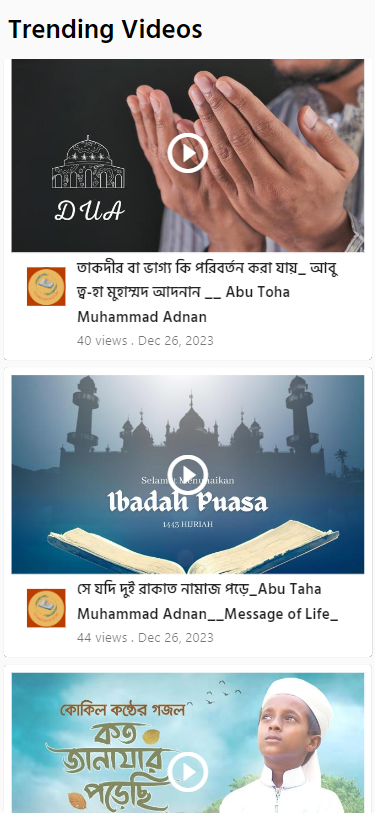 Trending Videos
DUA
তাকদীর বা ভাগ্য কি পরিবর্তন করা যায়_ আবু
ত্ব-হা মুহাম্মদ আদনান __ Abu Toha
Muhammad Adnan
40 views . Dec 26, 2023
Selamat Menunaikan
Ibadah Puasa
1443 HIJRIAH
সে যদি দুই রাকাত নামাজ পড়ে_Abu Taha
Muhammad Adnan__Message of Life_
44 views . Dec 26, 2023
কোকিল কণ্ঠের গজল
কত
জানাযার
পড়েছি